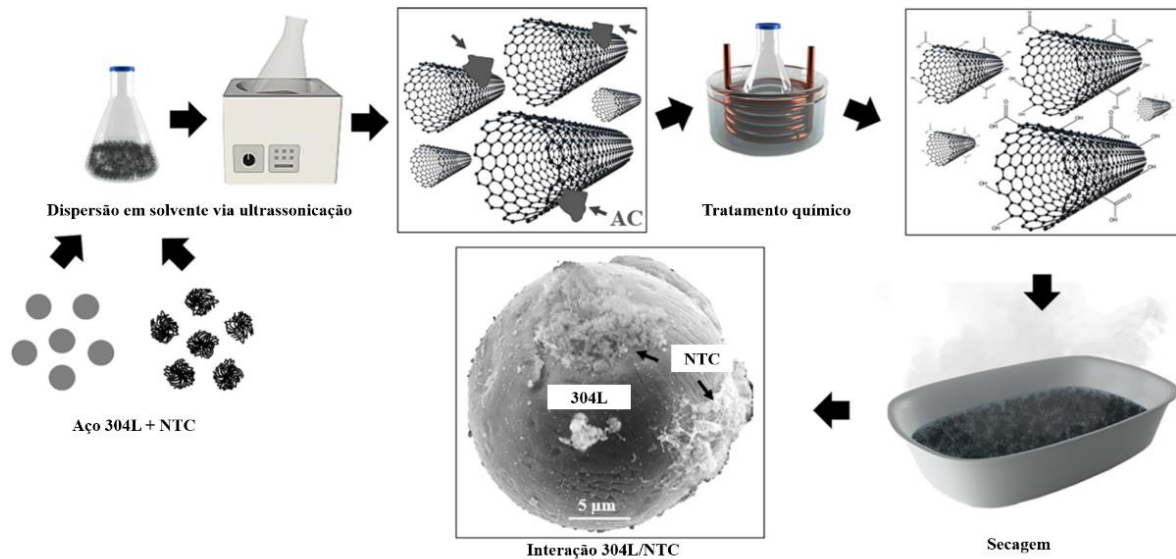 AC
Dispersão em solvente via ultrassonicação
Tratamento químico
Aço 304L + NTC
NTC
304L
5 µm
Interação 304L/NTC
Secagem